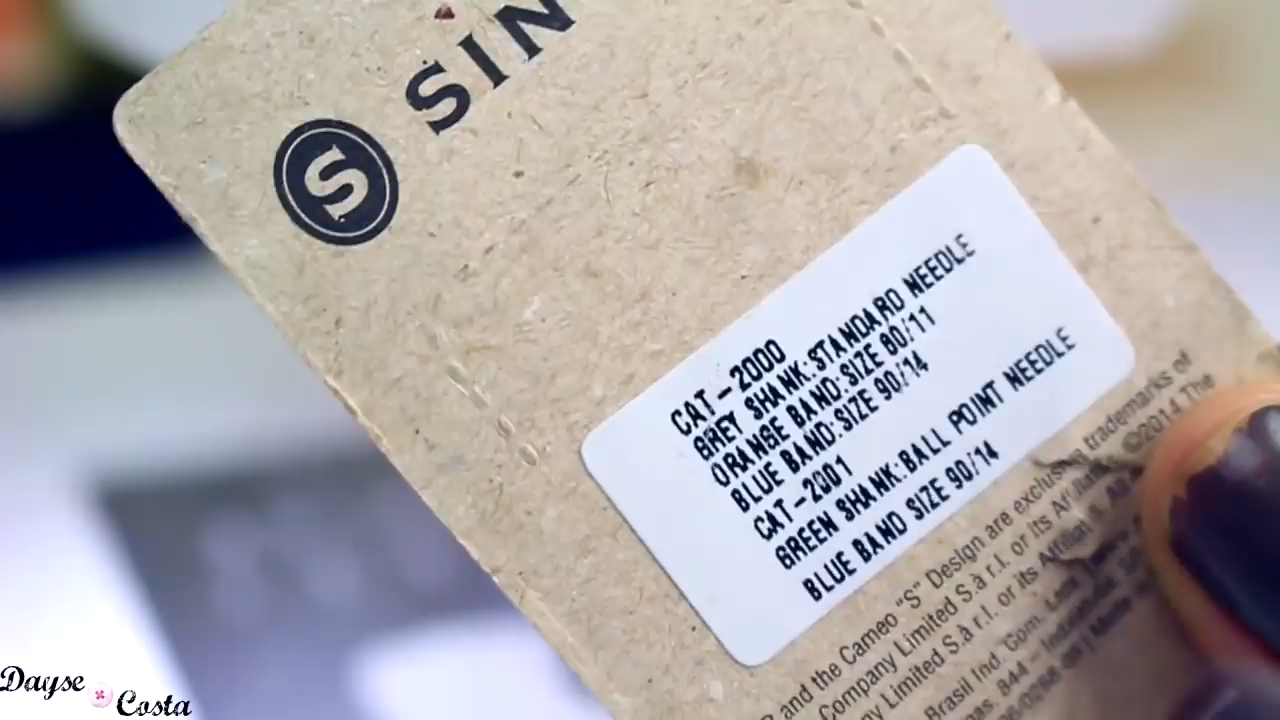 S SIN
CAT-2000
GREY SHANK:STANDARD NEEDLE
ORANGE BAND:SIZE 80/11
BLUE BAND:SIZE 90/14
CAT-2001
GREEN SHANK:BALL POINT NEEDLE
BLUE BAND SIZE 90/14
and the Cameo "S" Design are exclusive trademarks of
Company Limited S.à r.l. or its Affiliates. ©2014 The
Limited S.à r.l. or its Affiliates. All
Brasil Ind. Com.
844 -
Dayse Costa